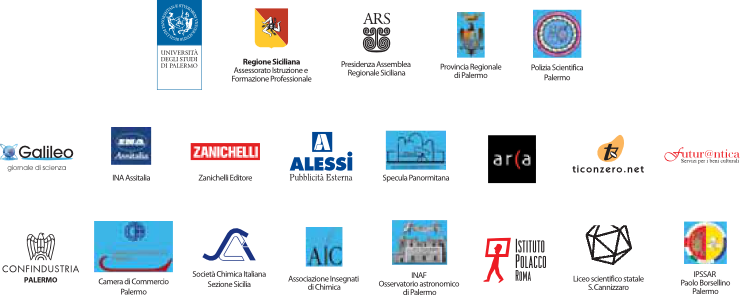 UNIVERSITÀ
DEGLI STUDI
DI PALERMO
Regione Siciliana
Assessorato Istruzione e
Formazione Professionale
ARS
Presidenza Assemblea
Regionale Siciliana
Provincia Regionale
di Palermo
Polizia Scientifica
Palermo
Galileo
giornale di scienza
INA
Assitalia
INA Assitalia
ZANICHELLI
Zanichelli Editore
A
ALESSi
Pubblicità Esterna
Specula Panormitana
arca
ticonzero.net
Futur@ntica
Servizi per i beni culturali
CONFINDUSTRIA
PALERMO
Camera di Commercio
Palermo
Società Chimica Italiana
Sezione Sicilia
AIC
Associazione Insegnati
di Chimica
INAF
Osservatorio astronomico
di Palermo
ISTITUTO
POLACCO
ROMA
Liceo scientifico statale
S.Cannizzaro
IPSSAR
Paolo Borsellino
Palermo